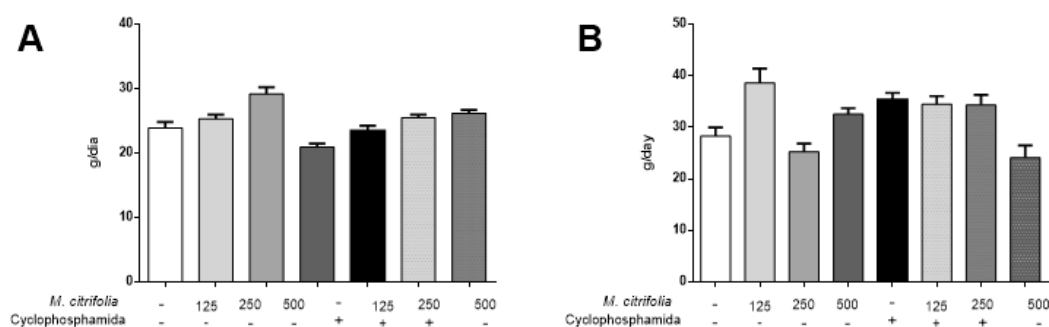 A
40
30
20
10
0
g/dia
M. citrifolia - 125 250 500 - 125 250 500
Cyclophosphamida - - - - + + + -
B
50
40
30
20
10
0
g/day
M. citrifolia - 125 250 500 - 125 250 500
Cyclophosphamida - - - - + + + -